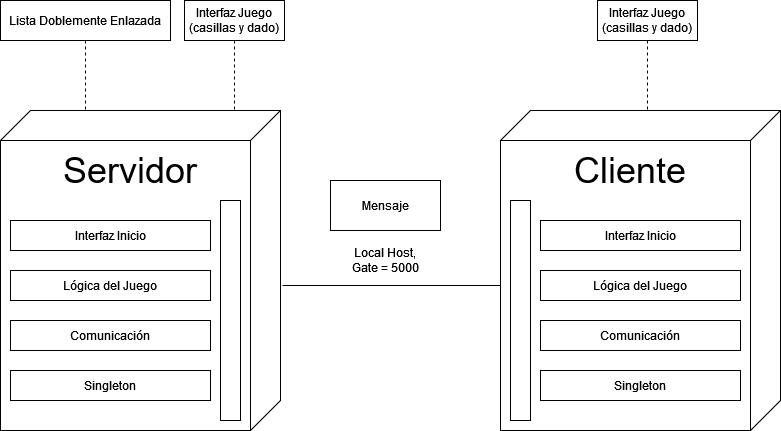 Lista Doblemente Enlazada
Interfaz Juego
(casillas y dado)
Interfaz Juego
(casillas y dado)
Servidor
Interfaz Inicio
Lógica del Juego
Comunicación
Singleton
Mensaje
Local Host,
Gate = 5000
Cliente
Interfaz Inicio
Lógica del Juego
Comunicación
Singleton